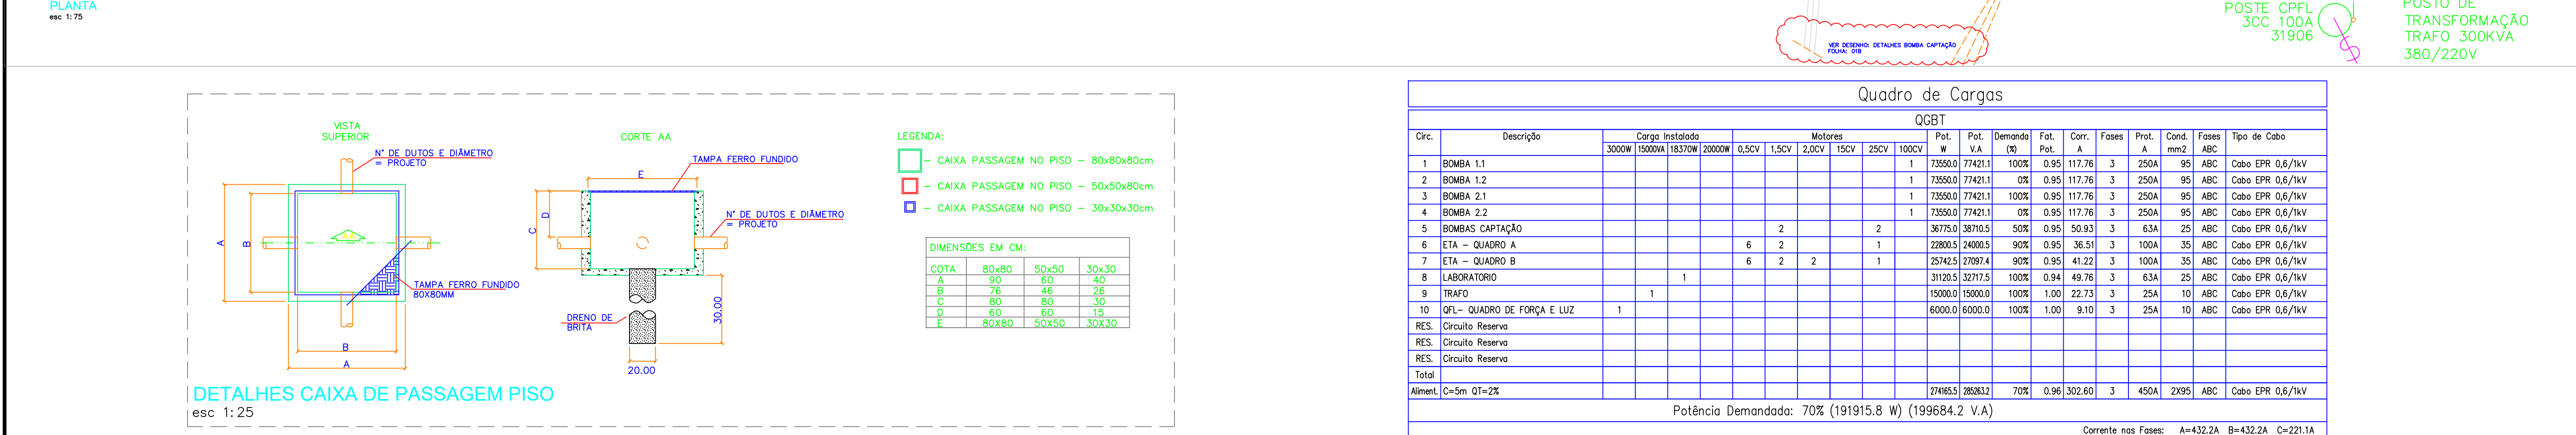 PLANTA
esc 1:75
VER DESENHO: DETALHES BOMBA CAPTAÇÃO
FOLHA: 01B
POSTE CPFL
3CC 100A
31906
POSTO DE
TRANSFORMAÇÃO
TRAFO 300KVA
380/220V
VISTA
SUPERIOR
N° DE DUTOS E DIÂMETRO
= PROJETO
A
B
AA
TAMPA FERRO FUNDIDO
80X80MM
B
A
CORTE AA
TAMPA FERRO FUNDIDO
E
D
C
N° DE DUTOS E DIÂMETRO
= PROJETO
DRENO DE
BRITA
30.00
20.00
LEGENDA:
– CAIXA PASSAGEM NO PISO – 80x80x80cm
– CAIXA PASSAGEM NO PISO – 50x50x80cm
– CAIXA PASSAGEM NO PISO – 30x30x30cm
DIMENSÕES EM CM:
COTA 80x80 50x50 30x30
A 90 60 40
B 76 46 26
C 80 80 30
D 60 60 15
E 80X80 50X50 30X30
DETALHES CAIXA DE PASSAGEM PISO
esc 1:25
Quadro de Cargas
QGBT
Circ. Descrição Carga Instalada Motores Pot. Pot. Demanda Fat. Corr. Fases Prot. Cond. Fases Tipo de Cabo
3000W 15000VA 18370W 20000W 0,5CV 1,5CV 2,0CV 15CV 25CV 100CV W V.A (%) Pot. A A mm2 ABC
1 BOMBA 1.1 1 73550.0 77421.1 100% 0.95 117.76 3 250A 95 ABC Cabo EPR 0,6/1kV
2 BOMBA 1.2 1 73550.0 77421.1 0% 0.95 117.76 3 250A 95 ABC Cabo EPR 0,6/1kV
3 BOMBA 2.1 1 73550.0 77421.1 100% 0.95 117.76 3 250A 95 ABC Cabo EPR 0,6/1kV
4 BOMBA 2.2 1 73550.0 77421.1 0% 0.95 117.76 3 250A 95 ABC Cabo EPR 0,6/1kV
5 BOMBAS CAPTAÇÃO 2 2 36775.0 38710.5 50% 0.95 50.93 3 63A 25 ABC Cabo EPR 0,6/1kV
6 ETA – QUADRO A 6 2 1 22800.5 24000.5 90% 0.95 36.51 3 100A 35 ABC Cabo EPR 0,6/1kV
7 ETA – QUADRO B 6 2 2 1 25742.5 27097.4 90% 0.95 41.22 3 100A 35 ABC Cabo EPR 0,6/1kV
8 LABORATORIO 1 31120.5 32717.5 100% 0.94 49.76 3 63A 25 ABC Cabo EPR 0,6/1kV
9 TRAFO 1 15000.0 15000.0 100% 1.00 22.73 3 25A 10 ABC Cabo EPR 0,6/1kV
10 QFL– QUADRO DE FORÇA E LUZ 1 6000.0 6000.0 100% 1.00 9.10 3 25A 10 ABC Cabo EPR 0,6/1kV
RES. Circuito Reserva
RES. Circuito Reserva
RES. Circuito Reserva
Total
Aliment. C=5m QT=2% 274165.5 285263.2 70% 0.96 302.60 3 450A 2X95 ABC Cabo EPR 0,6/1kV
Potência Demandada: 70% (191915.8 W) (199684.2 V.A)
Corrente nas Fases: A=432.2A B=432.2A C=221.1A